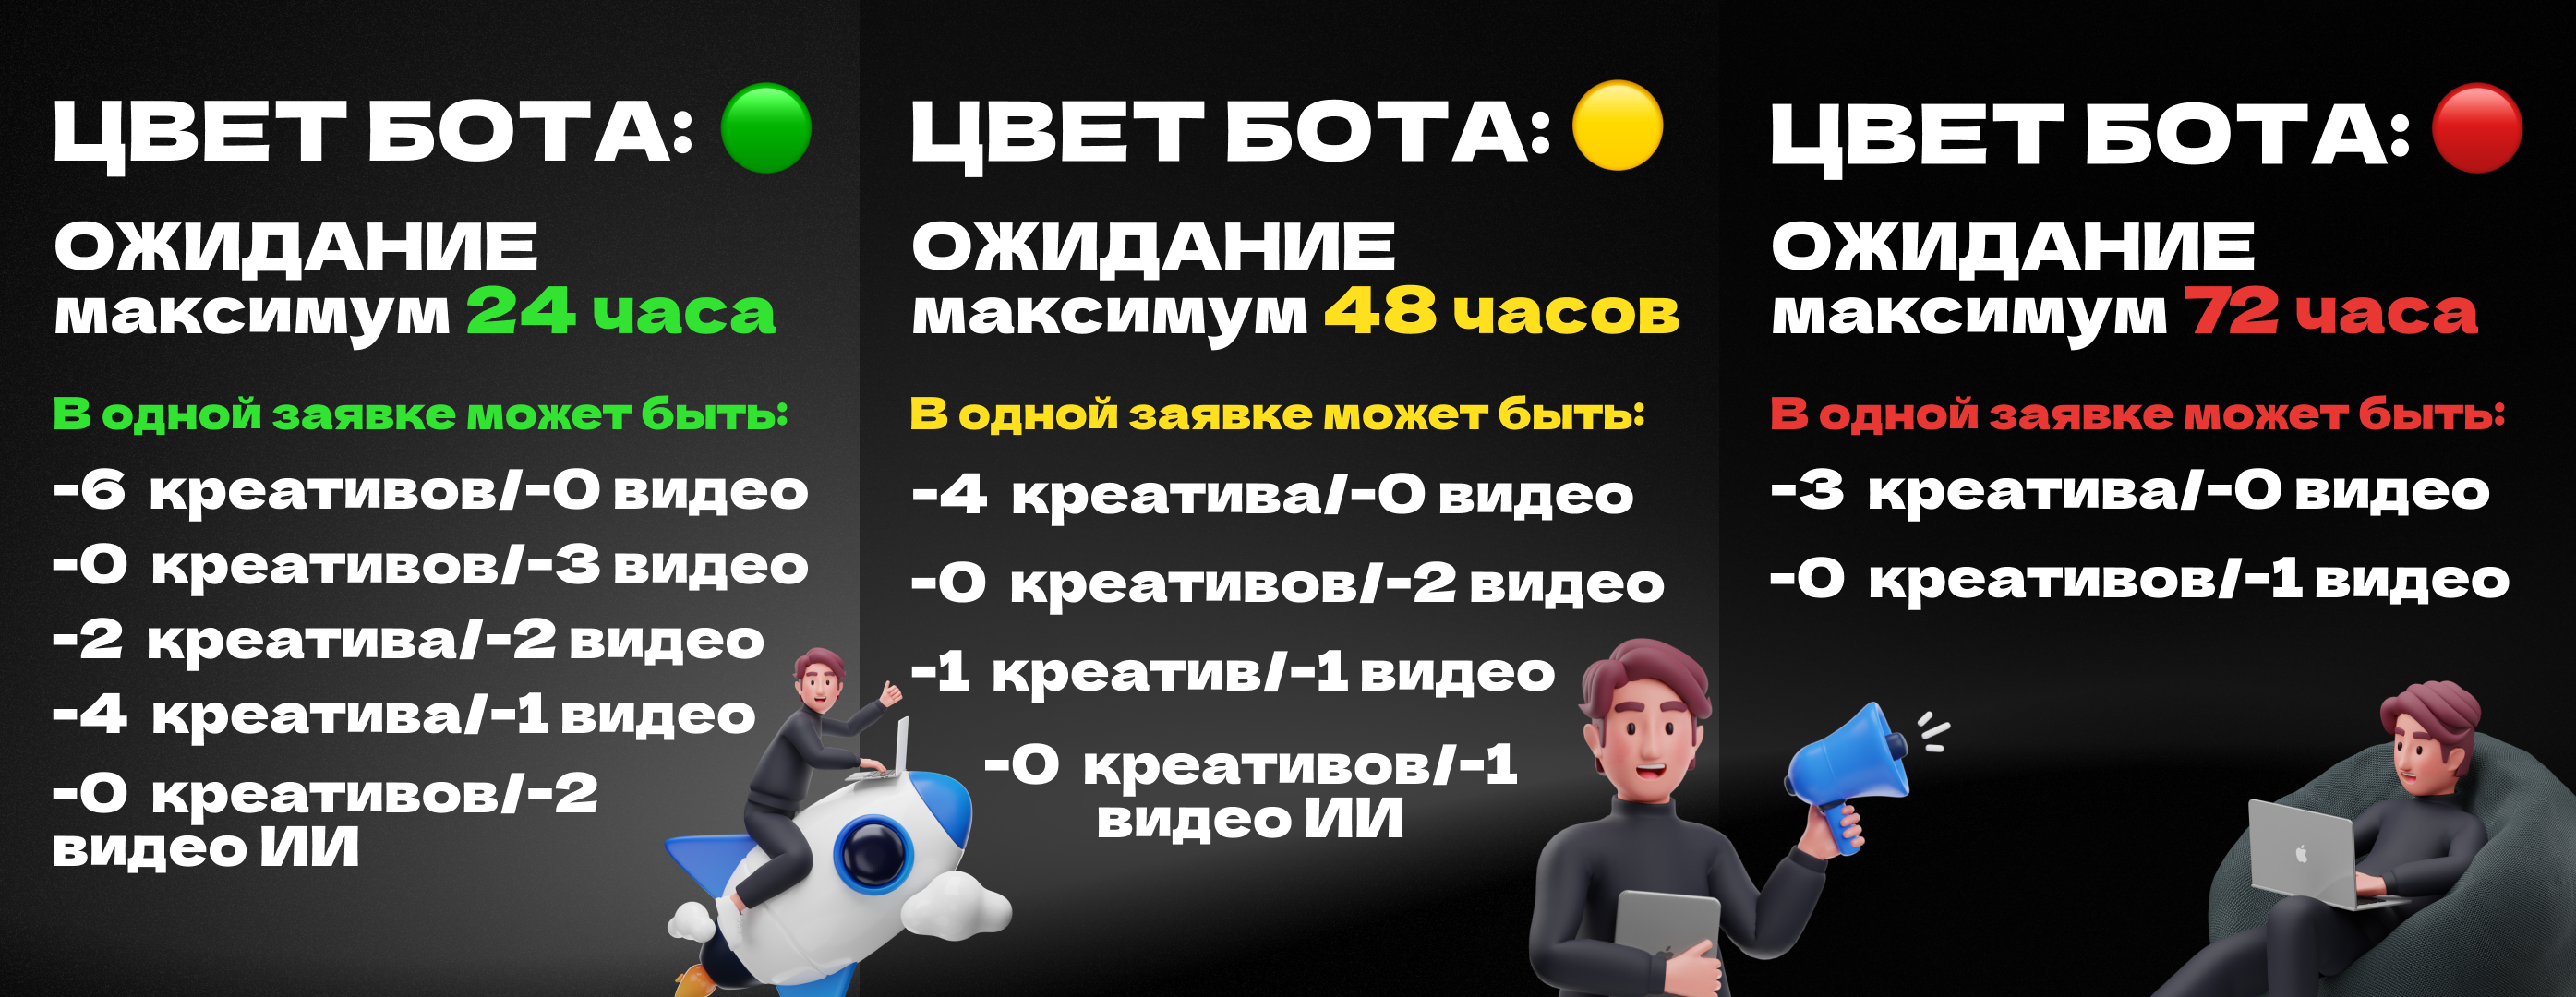 ЦВЕТ БОТА:
ОЖИДАНИЕ
максимум 24 часа
В одной заявке может быть:
-6 креативов/-0 видео
-0 креативов/-3 видео
-2 креатива/-2 видео
-4 креатива/-1 видео
-0 креативов/-2
видео ИИ
ЦВЕТ БОТА:
ОЖИДАНИЕ
максимум 48 часов
В одной заявке может быть:
-4 креатива/-0 видео
-0 креативов/-2 видео
-1 креатив/-1 видео
-0 креативов/-1
видео ИИ
ЦВЕТ БОТА:
ОЖИДАНИЕ
максимум 72 часа
В одной заявке может быть:
-3 креатива/-0 видео
-0 креативов/-1 видео